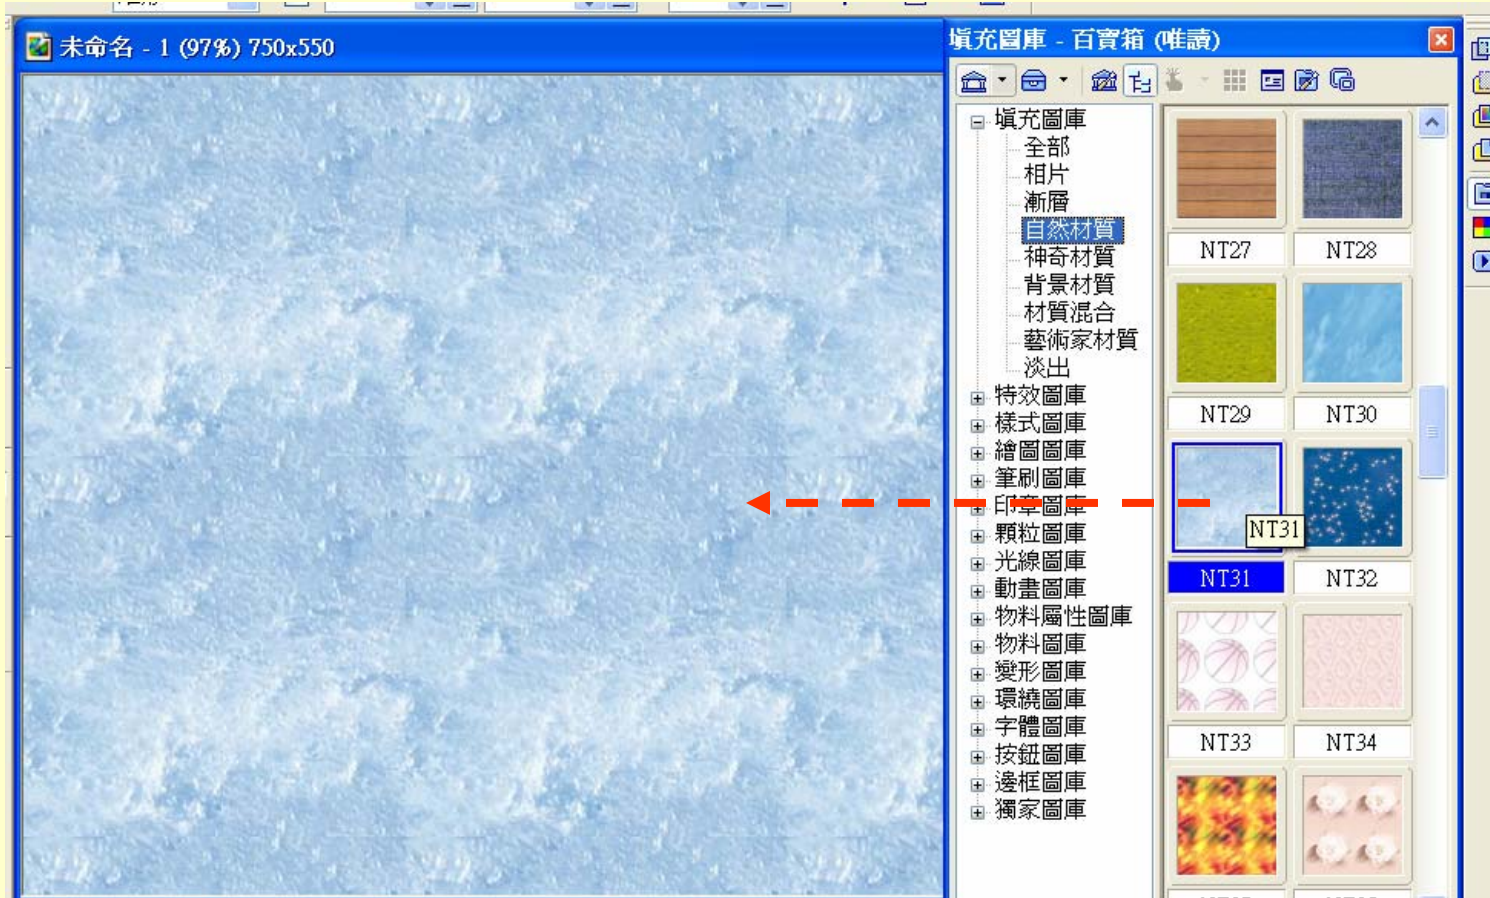 未命名 - 1 (97%) 750x550
填充圖庫 - 百寶箱 (唯讀)
填充圖庫
全部
相片
漸層
自然材質
神奇材質
背景材質
材質混合
藝術家材質
淡出
特效圖庫
樣式圖庫
繪圖圖庫
筆刷圖庫
印章圖庫
顆粒圖庫
光線圖庫
動畫圖庫
物料屬性圖庫
物料圖庫
變形圖庫
環繞圖庫
字體圖庫
按鈕圖庫
邊框圖庫
獨家圖庫
NT27 NT28
NT29 NT30
NT31
NT31 NT32
NT33 NT34